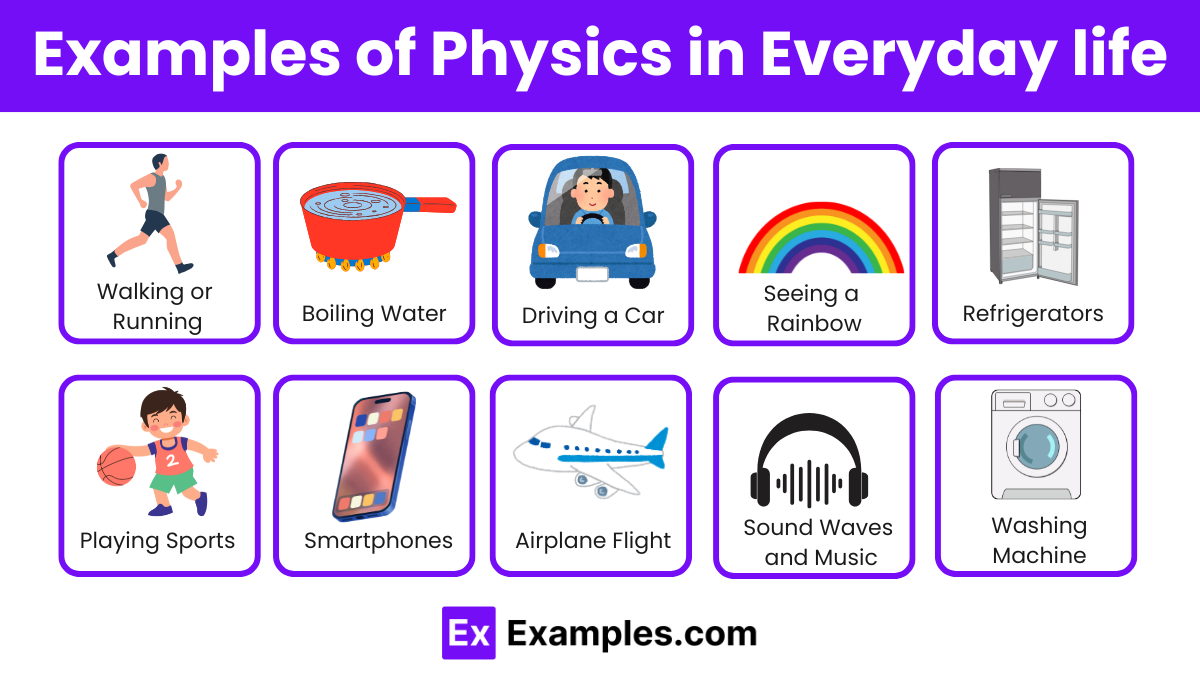 Examples of Physics in Everyday life
Walking or
Running
Boiling Water
Driving a Car
Seeing a
Rainbow
Refrigerators
2
Playing Sports
Smartphones
Airplane Flight
Sound Waves
and Music
Washing
Machine
Ex Examples.com